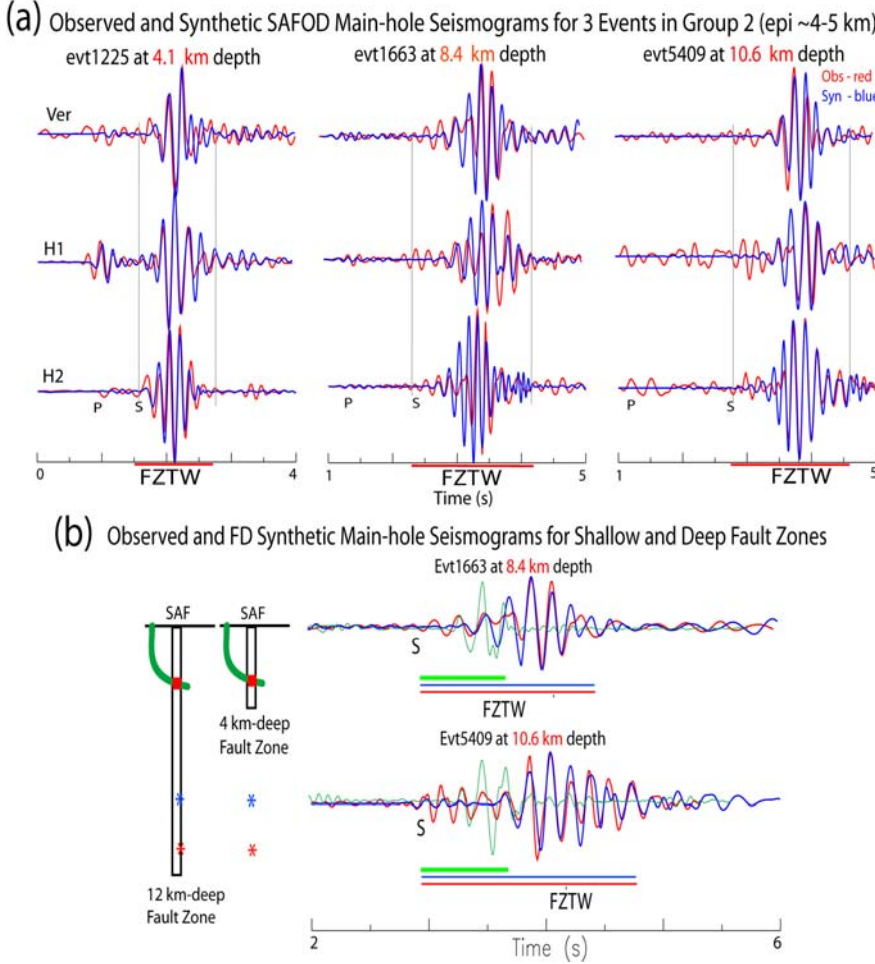 (a) Observed and Synthetic SAFOD Main-hole Seismograms for 3 Events in Group 2 (epi ~4-5 km)
evt1225 at 4.1 km depth evt1663 at 8.4 km depth evt5409 at 10.6 km depth
Obs - red
Syn - blue
Ver
H1
H2
P S P S P S
0 4 1 5 1 5
FZTW FZTW FZTW
Time (s)
(b) Observed and FD Synthetic Main-hole Seismograms for Shallow and Deep Fault Zones
Evt1663 at 8.4 km depth
SAF SAF
S
4 km-deep
Fault Zone
FZTW
Evt5409 at 10.6 km depth
* *
S
* *
12 km-deep
Fault Zone
FZTW
2 6
Time (s)